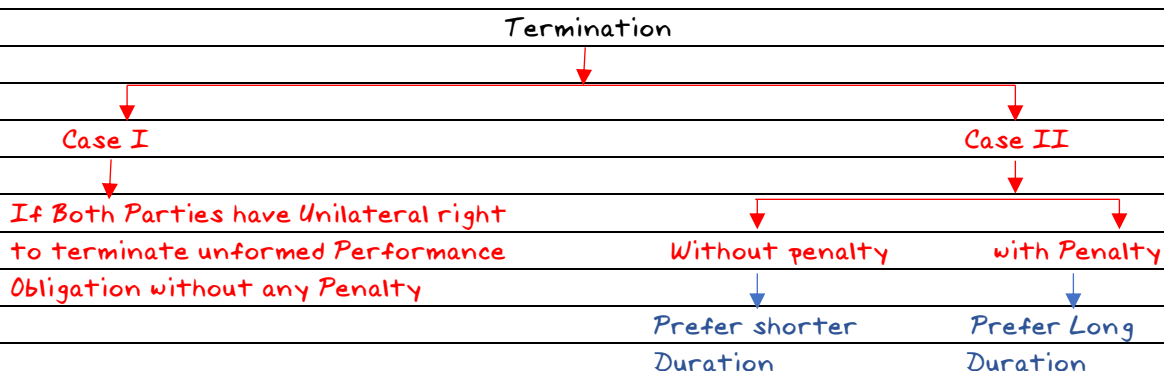 Termination
Case I
Case II
If Both Parties have Unilateral right
to terminate unformed Performance
Obligation without any Penalty
Without penalty
with Penalty
Prefer shorter
Duration
Prefer Long
Duration